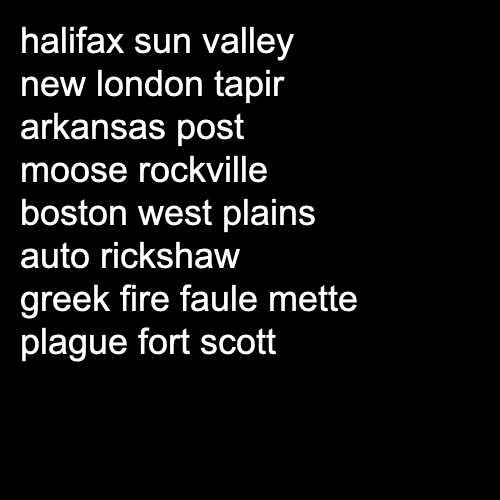 halifax sun valley
new london tapir
arkansas post
moose rockville
boston west plains
auto rickshaw
greek fire faule mette
plague fort scott